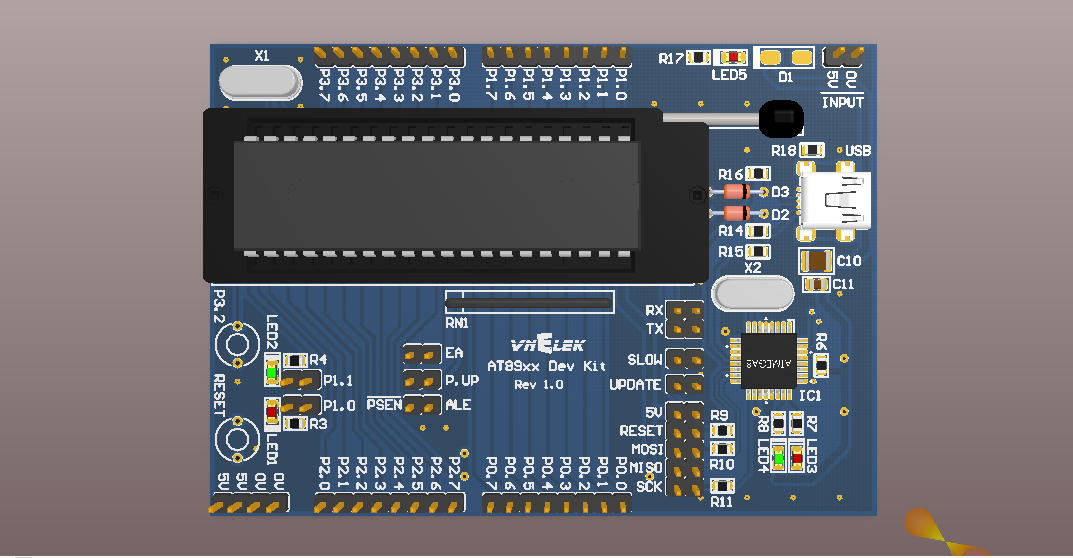 X1
P3.7
P3.6
P3.5
P3.4
P3.3
P3.2
P3.1
P3.0
P1.7
P1.6
P1.5
P1.4
P1.3
P1.2
P1.1
P1.0
R17
LED5
D1
5V
0V
INPUT
R18
USB
R16
D3
D2
R14
R15
C10
X2
C11
P3.2
RN1
RX
TX
VNELEK
AT89xx Dev Kit
Rev 1.0
LED2
R4
EA
SLOW
R6
P1.1
P.UP
UPDATE
ATMEGA8
IC1
RESET
P1.0
PSEN
ALE
R3
LED1
5V
RESET
MOSI
MISO
SCK
R9
R10
R11
R8
R7
LED4
LED3
5V
5V
0V
0V
P2.0
P2.1
P2.2
P2.3
P2.4
P2.5
P2.6
P2.7
P0.7
P0.6
P0.5
P0.4
P0.3
P0.2
P0.1
P0.0